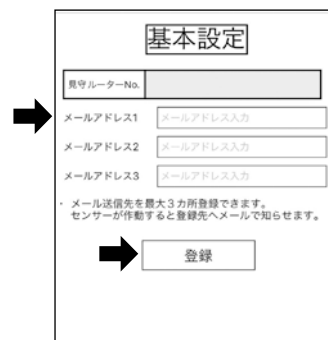 基本設定
見守ルーターNo.
メールアドレス1 メールアドレス入力
メールアドレス2 メールアドレス入力
メールアドレス3 メールアドレス入力
・ メール送信先を最大3カ所登録できます。
センサーが作動すると登録先へメールで知らせます。
登録